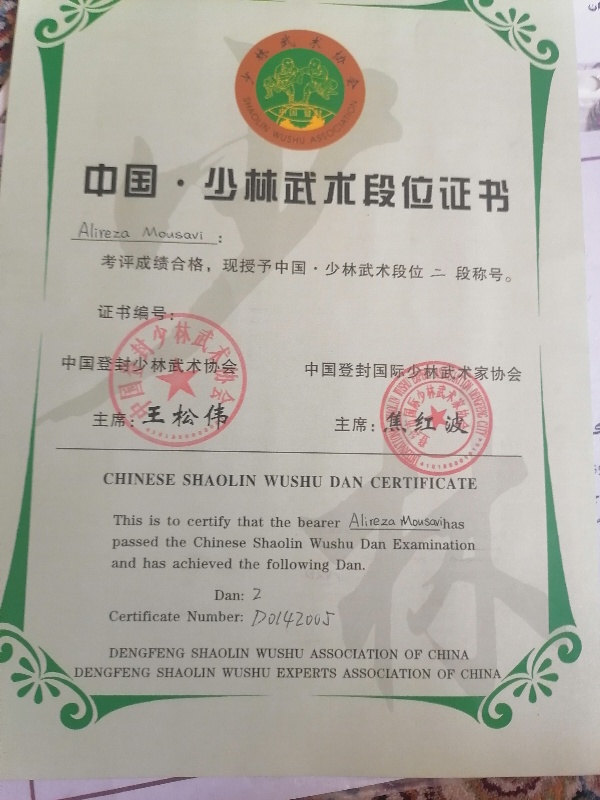 少林武术协会
SHAOLIN WUSHU ASSOCIATION
中国·少林武术段位证书
Alireza Mousavi :
考评成绩合格，现授予中国·少林武术段位 二 段称号。
证书编号:
中国登封少林武术协会
中国登封国际少林武术家协会
主席: 王松伟
主席: 焦红波
CHINESE SHAOLIN WUSHU DAN CERTIFICATE
This is to certify that the bearer Alireza Mousavi has
passed the Chinese Shaolin Wushu Dan Examination
and has achieved the following Dan.
Dan: 2
Certificate Number: D0142005
DENGFENG SHAOLIN WUSHU ASSOCIATION OF CHINA
DENGFENG SHAOLIN WUSHU EXPERTS ASSOCIATION OF CHINA